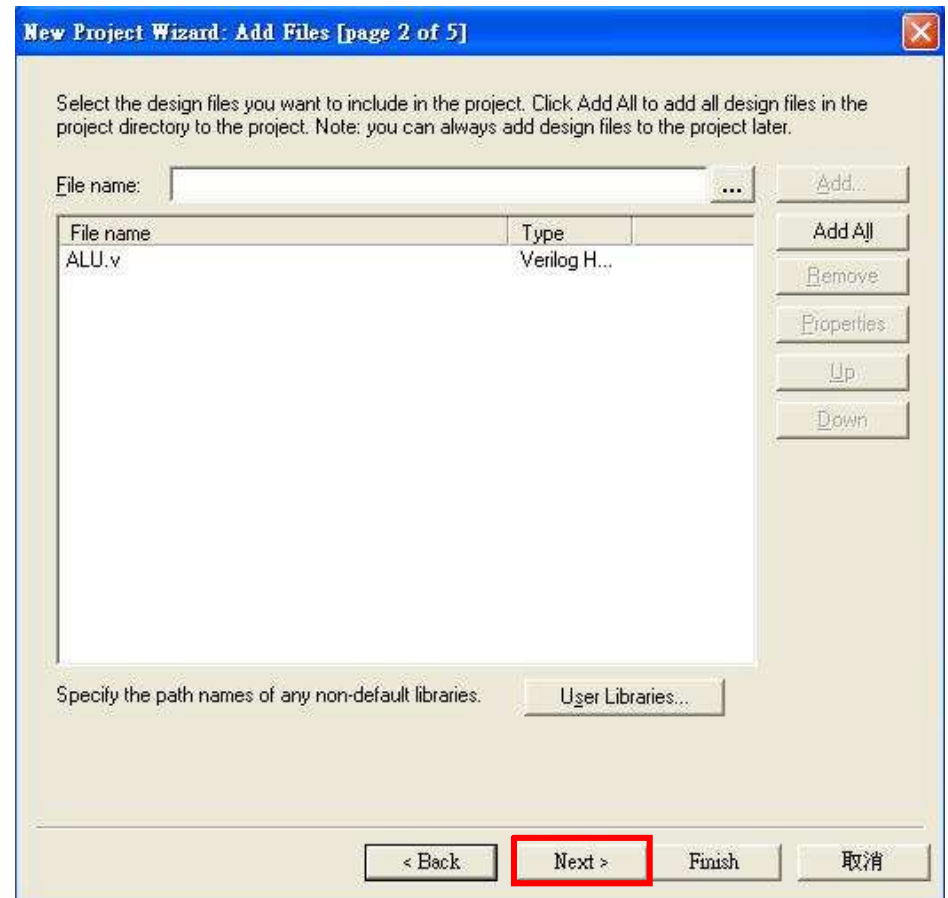 New Project Wizard: Add Files [page 2 of 5]
Select the design files you want to include in the project. Click Add All to add all design files in the
project directory to the project. Note: you can always add design files to the project later.
File name:
...
Add...
File name Type
Add All
ALU.v Verilog H...
Remove
Properties
Up
Down
Specify the path names of any non-default libraries.
User Libraries...
< Back
Next >
Finish
取消